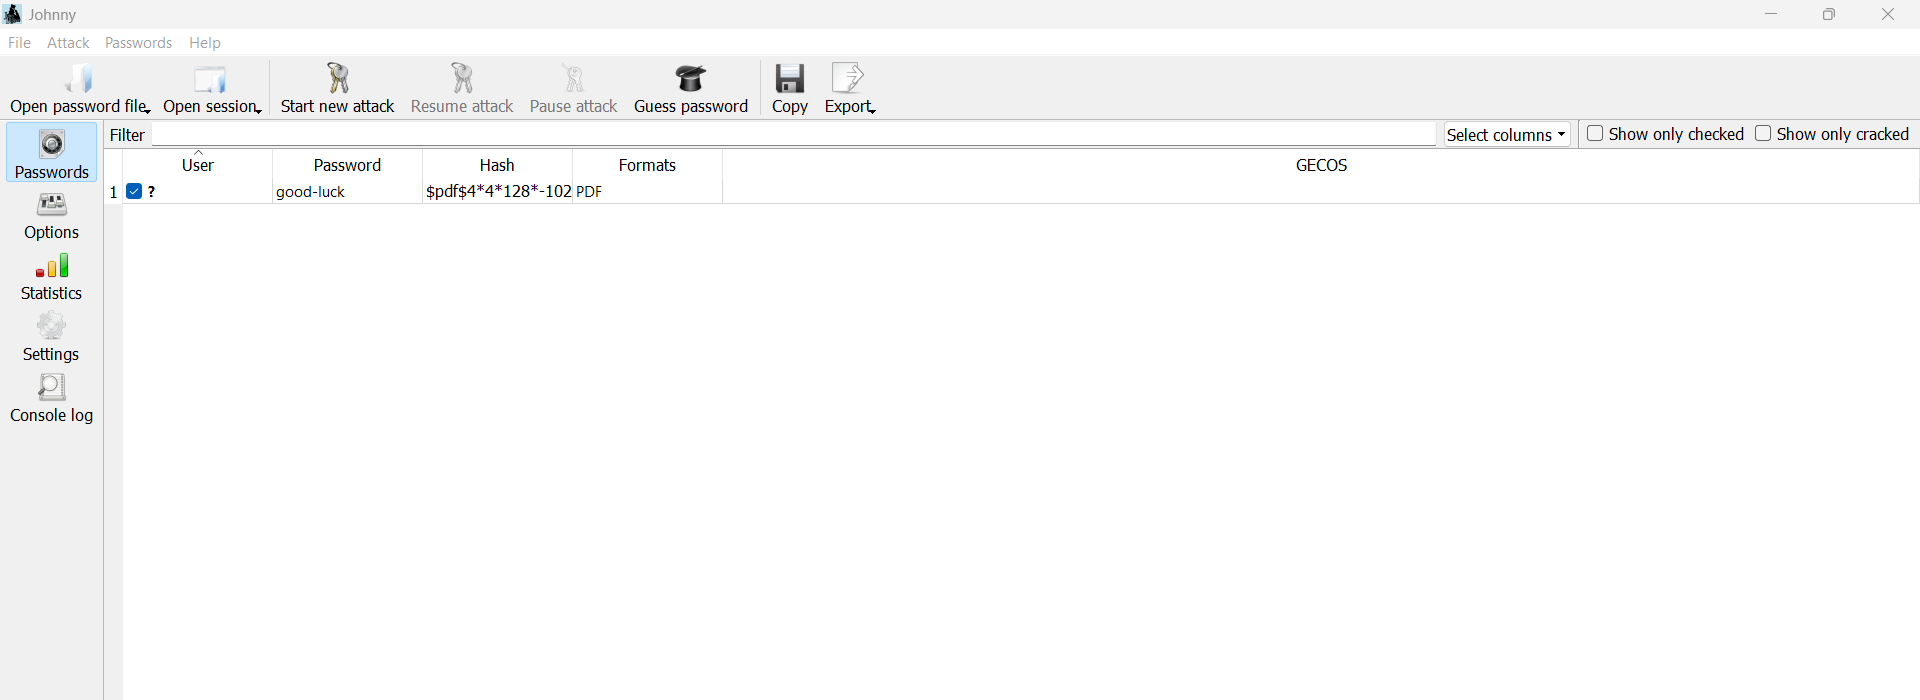 Johnny
File Attack Passwords Help
Open password file Open session Start new attack Resume attack Pause attack Guess password Copy Export
Passwords
Options
Statistics
Settings
Console log
Filter Select columns Show only checked Show only cracked
User Password Hash Formats GECOS
1 ? good-luck $pdf$4*4*128*-102 PDF